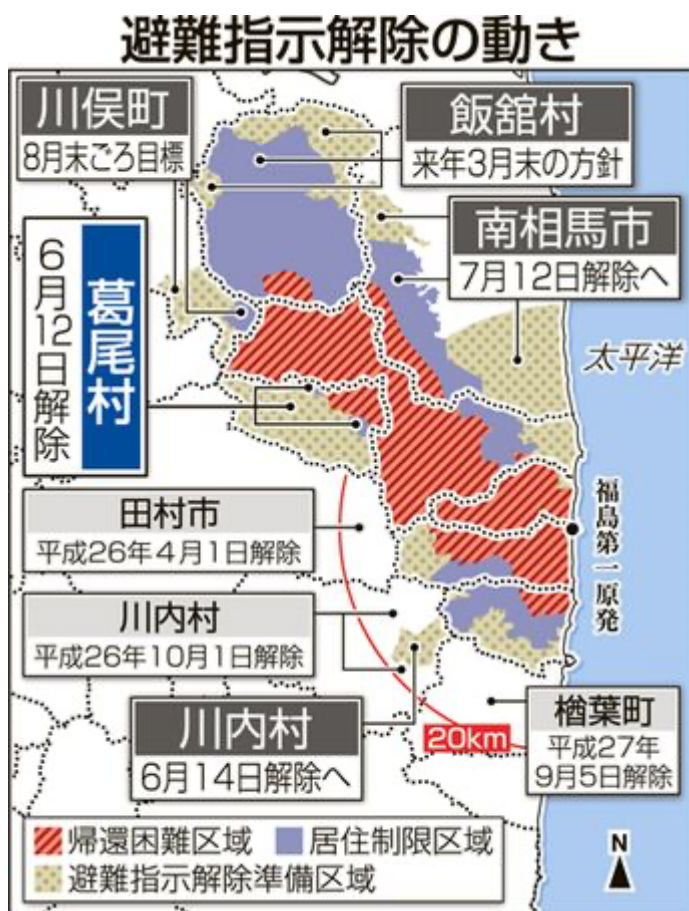 避難指示解除の動き
川俣町
8月末ごろ目標
飯舘村
来年3月末の方針
南相馬市
7月12日解除へ
葛尾村
6月12日解除
太平洋
田村市
平成26年4月1日解除
福島第一原発
川内村
平成26年10月1日解除
川内村
6月14日解除へ
20km
楢葉町
平成27年
9月5日解除
帰還困難区域
居住制限区域
避難指示解除準備区域
N